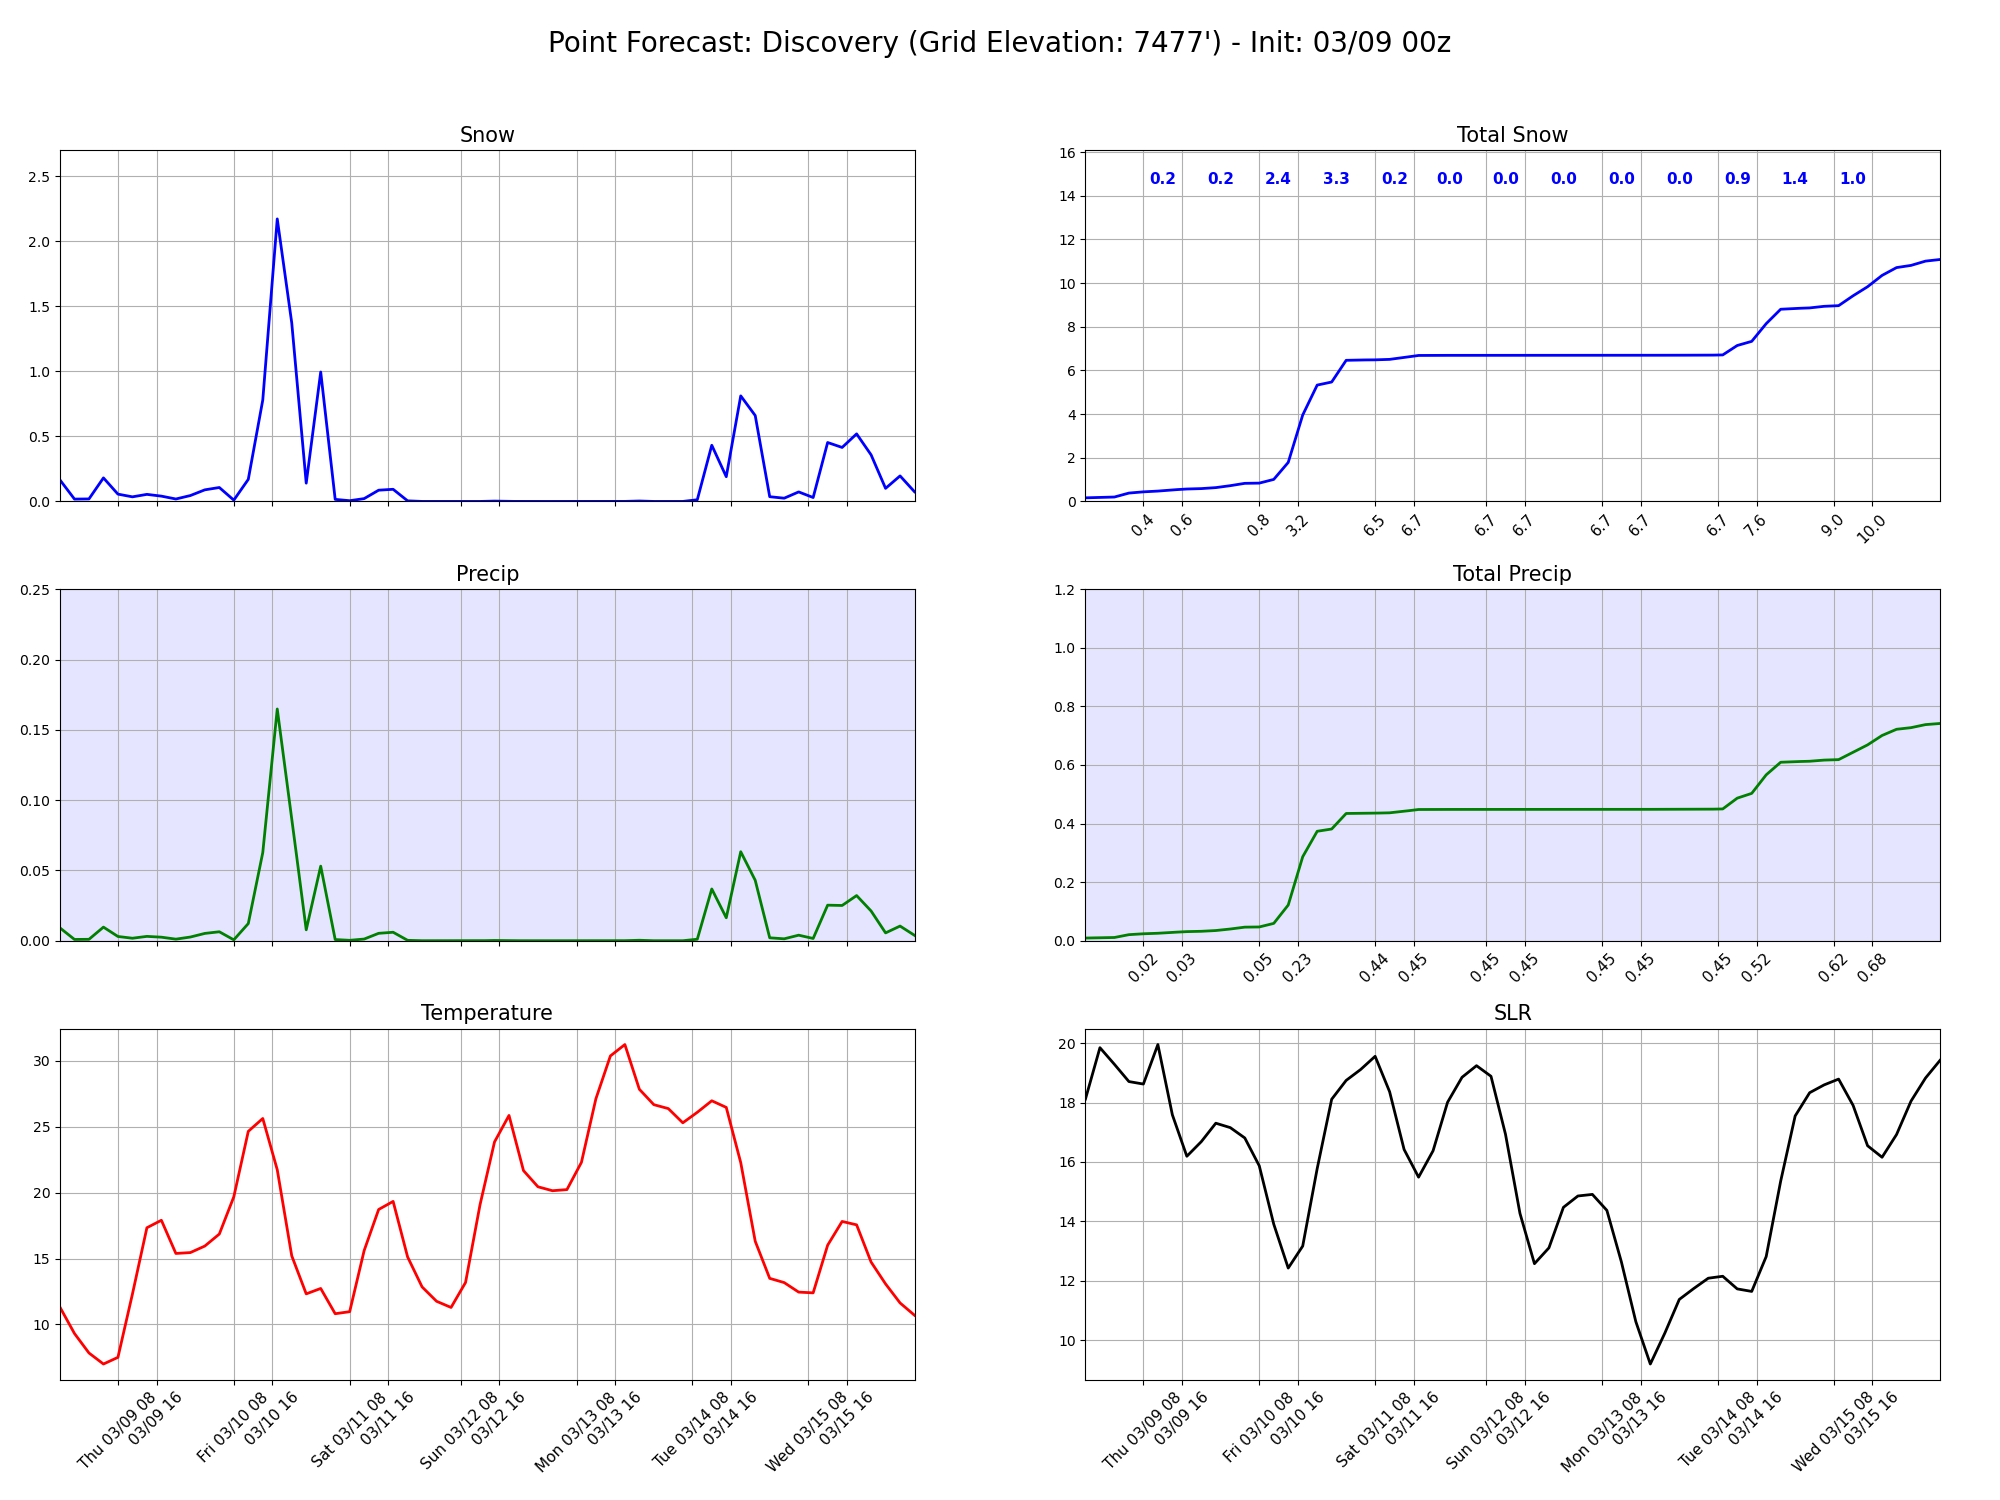 Point Forecast: Discovery (Grid Elevation: 7477') - Init: 03/09 00z
Snow
2.5
2.0
1.5
1.0
0.5
0.0
Total Snow
16
14
12
10
8
6
4
2
0
0.2 0.2 2.4 3.3 0.2 0.0 0.0 0.0 0.0 0.0 0.9 1.4 1.0
0.4 0.6 0.8 3.2 6.5 6.7 6.7 6.7 6.7 6.7 6.7 7.6 9.0 10.0
Precip
0.25
0.20
0.15
0.10
0.05
0.00
Total Precip
1.2
1.0
0.8
0.6
0.4
0.2
0.0
0.02 0.03 0.05 0.23 0.44 0.45 0.45 0.45 0.45 0.45 0.45 0.52 0.62 0.68
Temperature
30
25
20
15
10
Thu 03/09 08
03/09 16
Fri 03/10 08
03/10 16
Sat 03/11 08
03/11 16
Sun 03/12 08
03/12 16
Mon 03/13 08
03/13 16
Tue 03/14 08
03/14 16
Wed 03/15 08
03/15 16
SLR
20
18
16
14
12
10
Thu 03/09 08
03/09 16
Fri 03/10 08
03/10 16
Sat 03/11 08
03/11 16
Sun 03/12 08
03/12 16
Mon 03/13 08
03/13 16
Tue 03/14 08
03/14 16
Wed 03/15 08
03/15 16